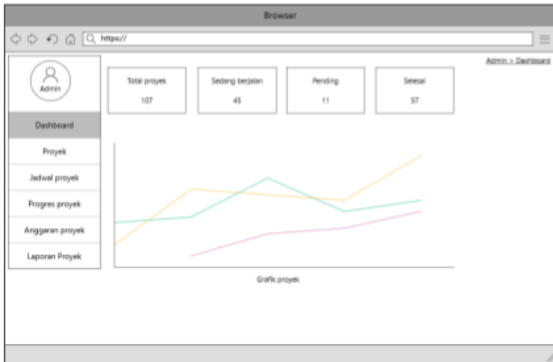 Browser
https://
Admin > Dashboard
Admin
Total proyek
107
Sedang berjalan
45
Pending
11
Selesai
57
Dashboard
Proyek
Jadwal proyek
Progres proyek
Anggaran proyek
Laporan Proyek
Grafik proyek